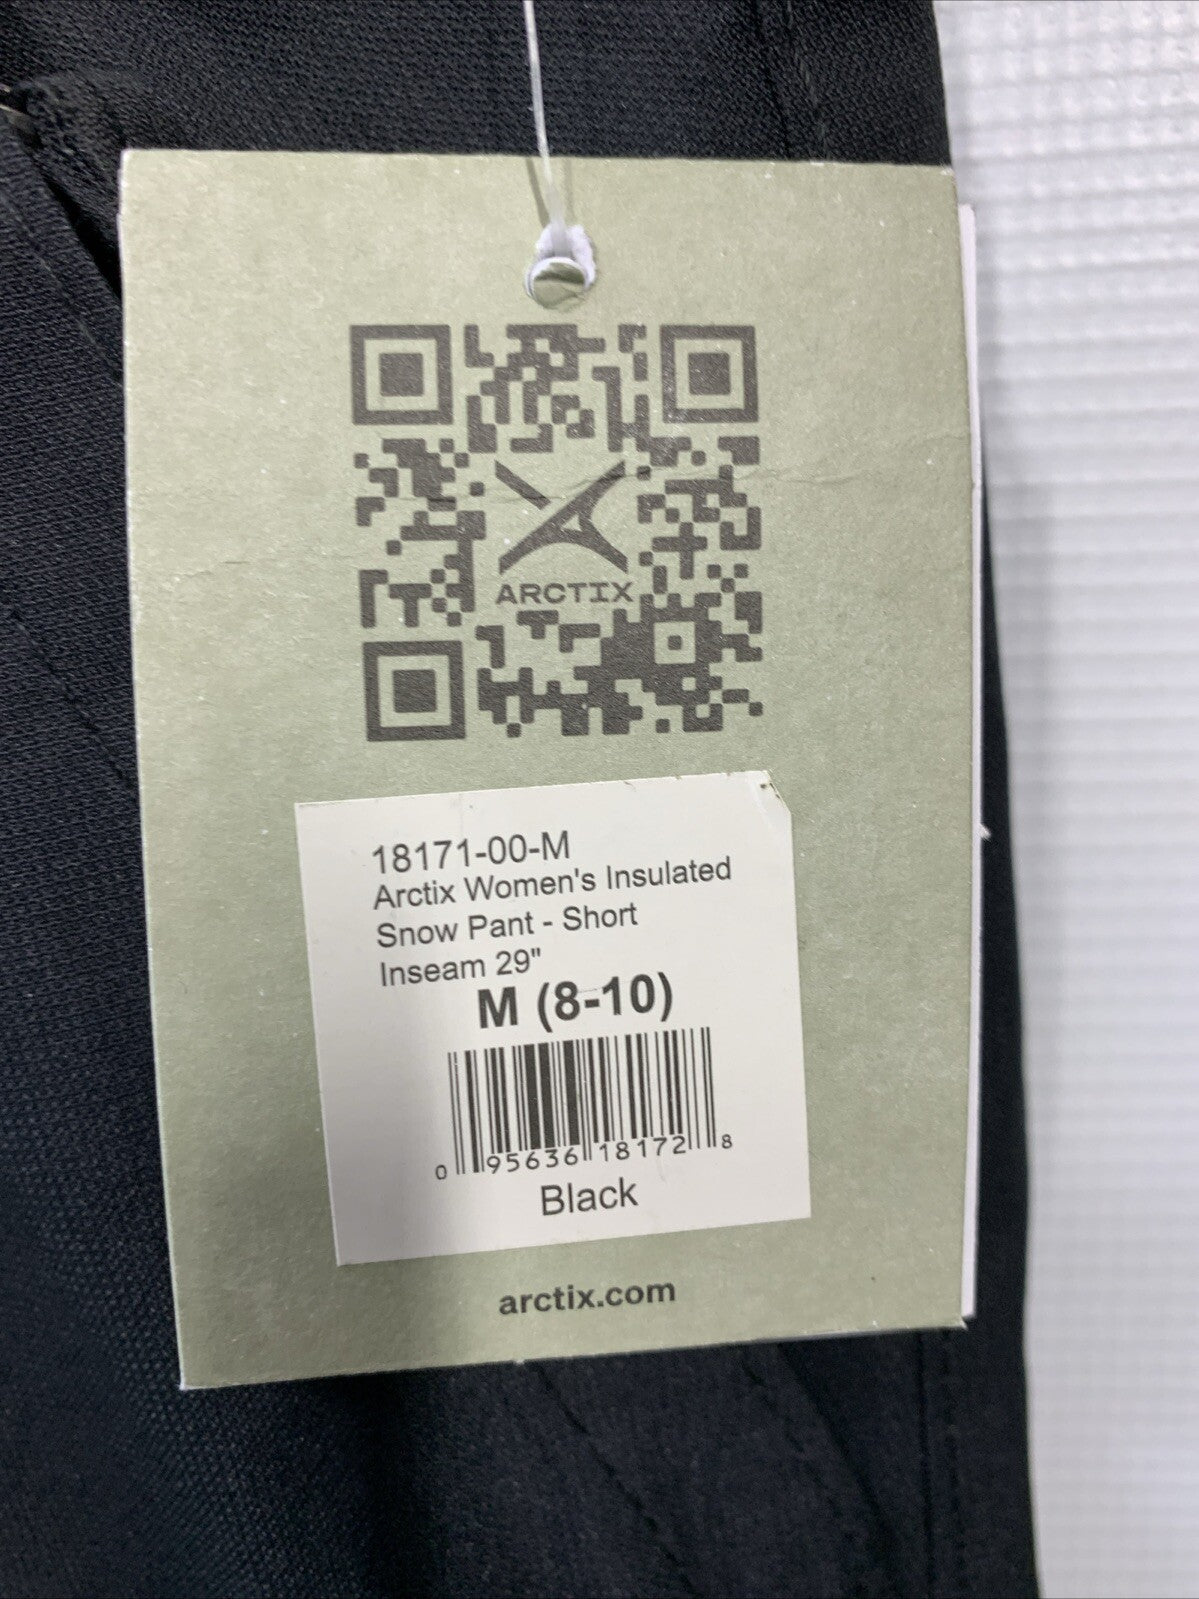 ARCTIX
18171-00-M
Arctix Women's Insulated
Snow Pant - Short
Inseam 29"
M (8-10)
0 95636 18172 8
Black
arctix.com